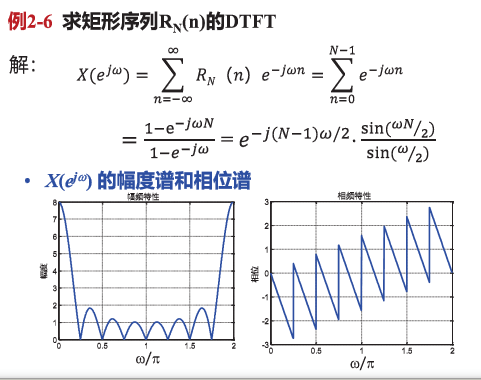 例2-6 求矩形序列R_N(n)的DTFT
解：
X(e^{jω}) = ∑_{n=-∞}^{∞} R_N（n）e^{-jωn} = ∑_{n=0}^{N-1} e^{-jωn}
= \frac{1-e^{-jωN}}{1-e^{-jω}} = e^{-j(N-1)ω/2} · \frac{sin(ωN/2)}{sin(ω/2)}
• X(e^{jω}) 的幅度谱和相位谱
幅频特性
8
7
6
5
4
3
2
1
0
幅度
0 0.5 1 1.5 2
ω/π
相频特性
3
2
1
0
-1
-2
-3
相位
0 0.5 1 1.5 2
ω/π